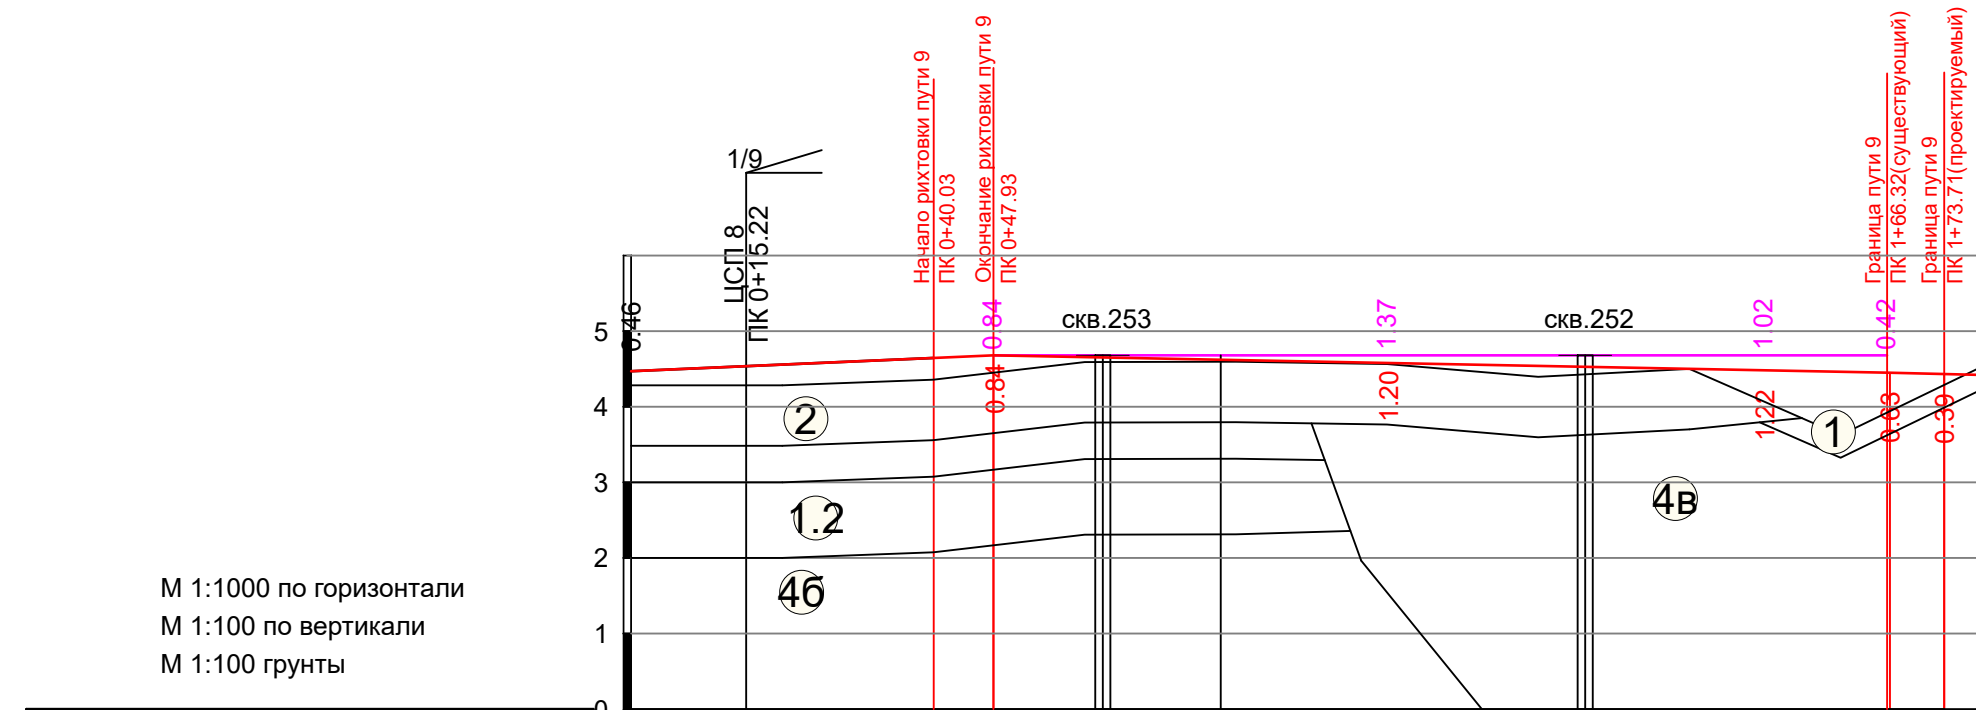 Начало рихтовки пути 9
ПК 0+40.03
Окончание рихтовки пути 9
ПК 0+47.93
Граница пути 9
ПК 1+66.32(существующий)
Граница пути 9
ПК 1+73.71(проектируемый)
1/9
ЦСП 8
ПК 0+15.22
0.84
1.37
1.02
0.42
скв.253
скв.252
5
4
3
2
1
0
0.84
1.20
1.22
0.63
0.39
2
1
1.2
4в
4б
М 1:1000 по горизонтали
М 1:100 по вертикали
М 1:100 грунты